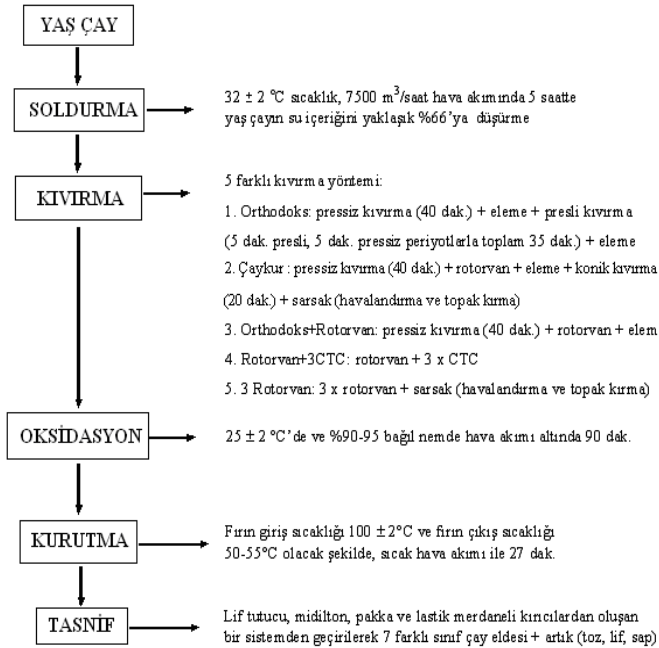 YAŞ ÇAY
SOLDURMA
32 ± 2 °C sıcaklık, 7500 m³/saat hava akımında 5 saatte
yaş çayın su içeriğini yaklaşık %66'ya düşürme
KIVIRMA
5 farklı kıvırma yöntemi:
1. Orthodoks: pressiz kıvırma (40 dak.) + eleme + presli kıvırma
(5 dak. presli, 5 dak. pressiz periyotlarla toplam 35 dak.) + eleme
2. Çaykur : pressiz kıvırma (40 dak.) + rotorvan + eleme + konik kıvırma
(20 dak.) + sarsak (havalandırma ve topak kırma)
3. Orthodoks+Rotorvan: pressiz kıvırma (40 dak.) + rotorvan + elem
4. Rotorvan+3CTC: rotorvan + 3 x CTC
5. 3 Rotorvan: 3 x rotorvan + sarsak (havalandırma ve topak kırma)
OKSİDASYON
25 ± 2 °C'de ve %90-95 bağıl nemde hava akımı altında 90 dak.
KURUTMA
Fırın giriş sıcaklığı 100 ±2°C ve fırın çıkış sıcaklığı
50-55°C olacak şekilde, sıcak hava akımı ile 27 dak.
TASNİF
Lif tutucu, midilton, pakka ve lastik merdaneli kırıcılardan oluşan
bir sistemden geçirilerek 7 farklı sınıf çay eldesi + artık (toz, lif, sap)